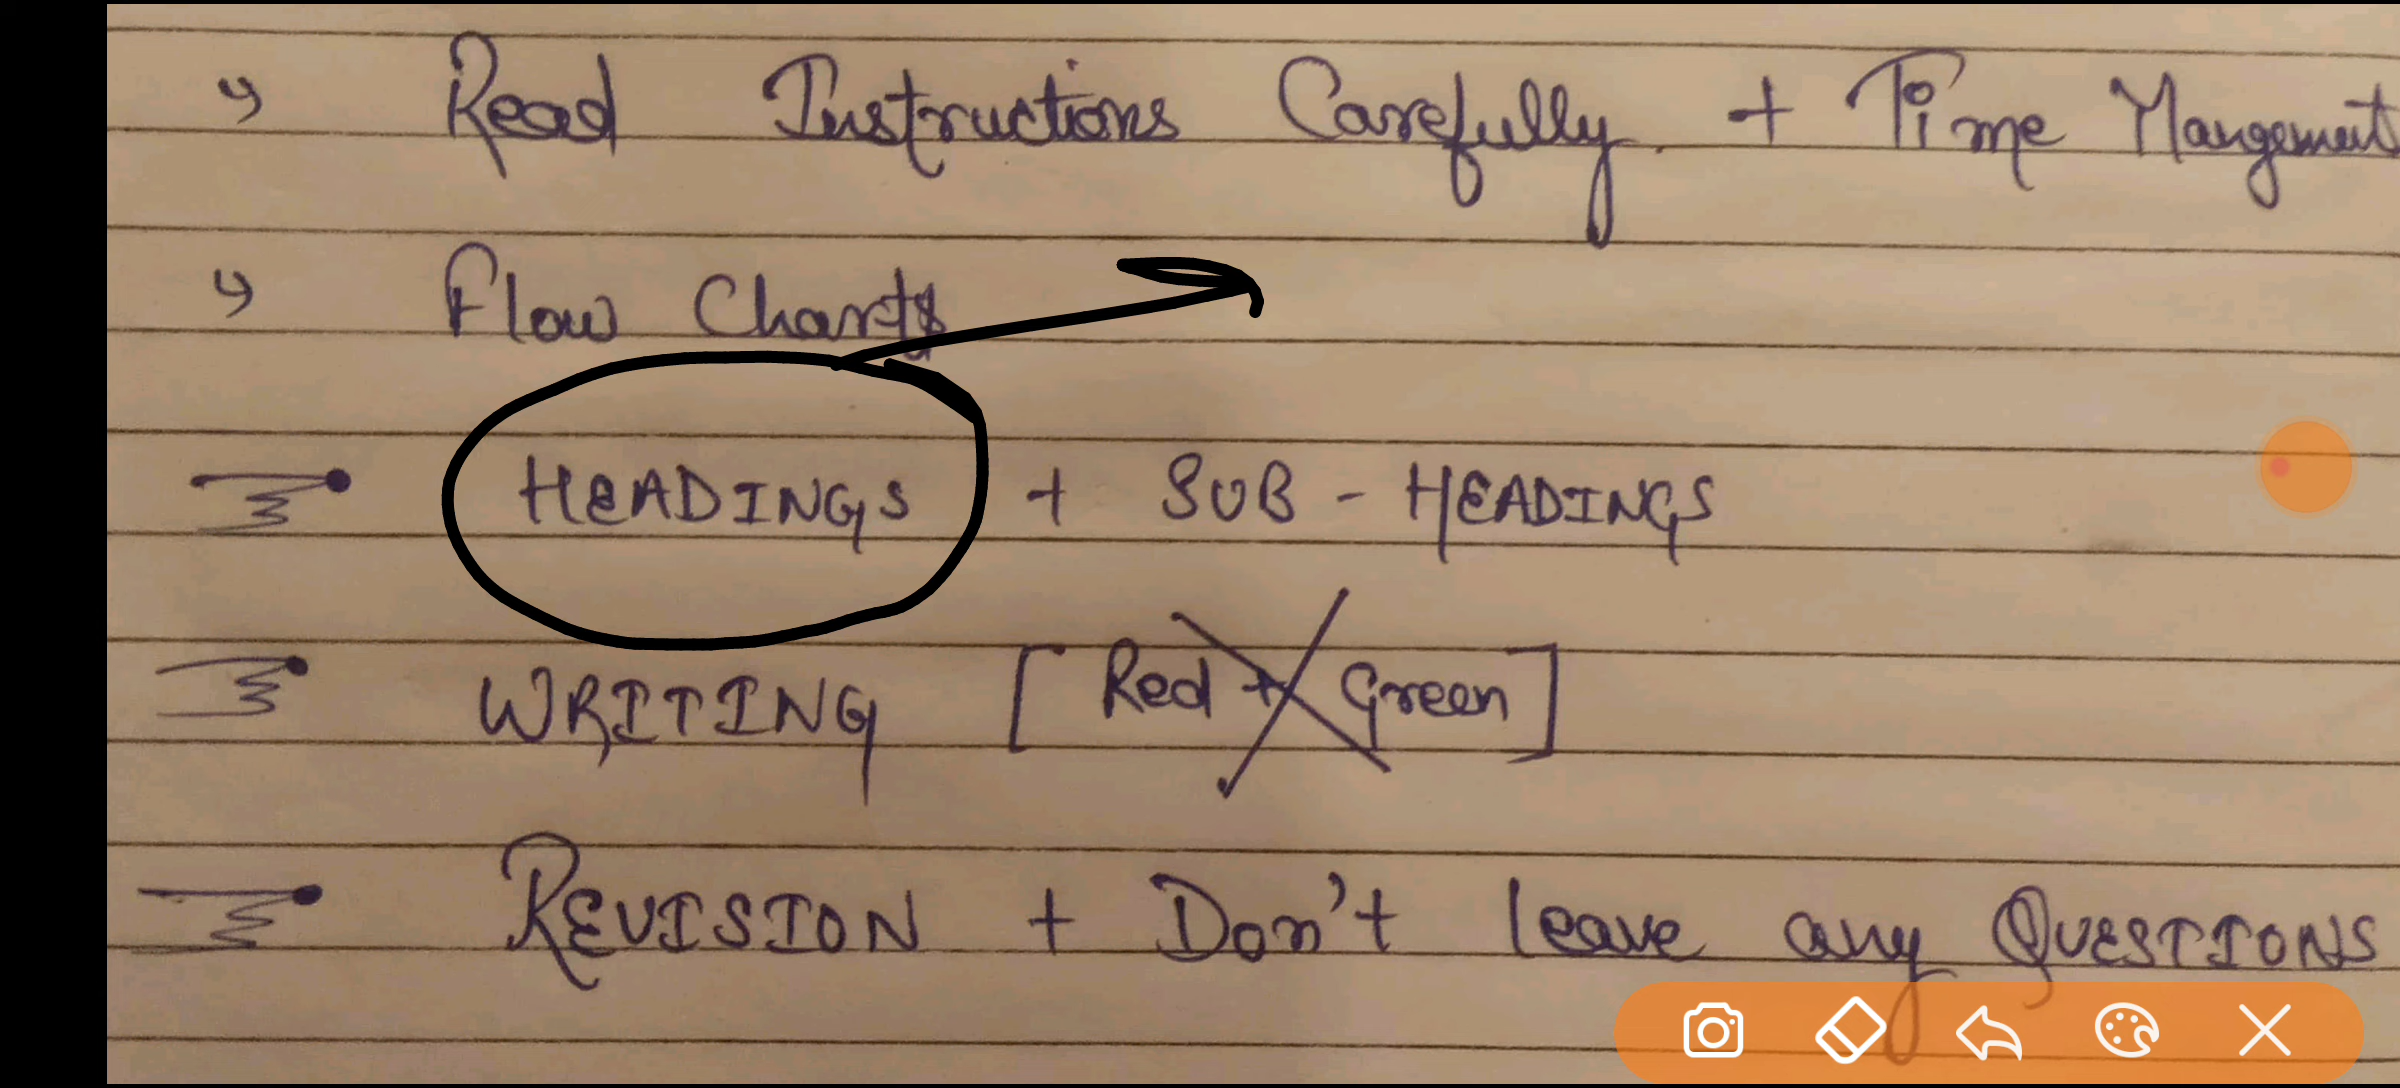 Read Instructions Carefully. + Time Mangement
Flow Charts
HEADINGS + SUB - HEADINGS
WRITING [Red + Green]
REVISION + Don't leave any QUESTIONS